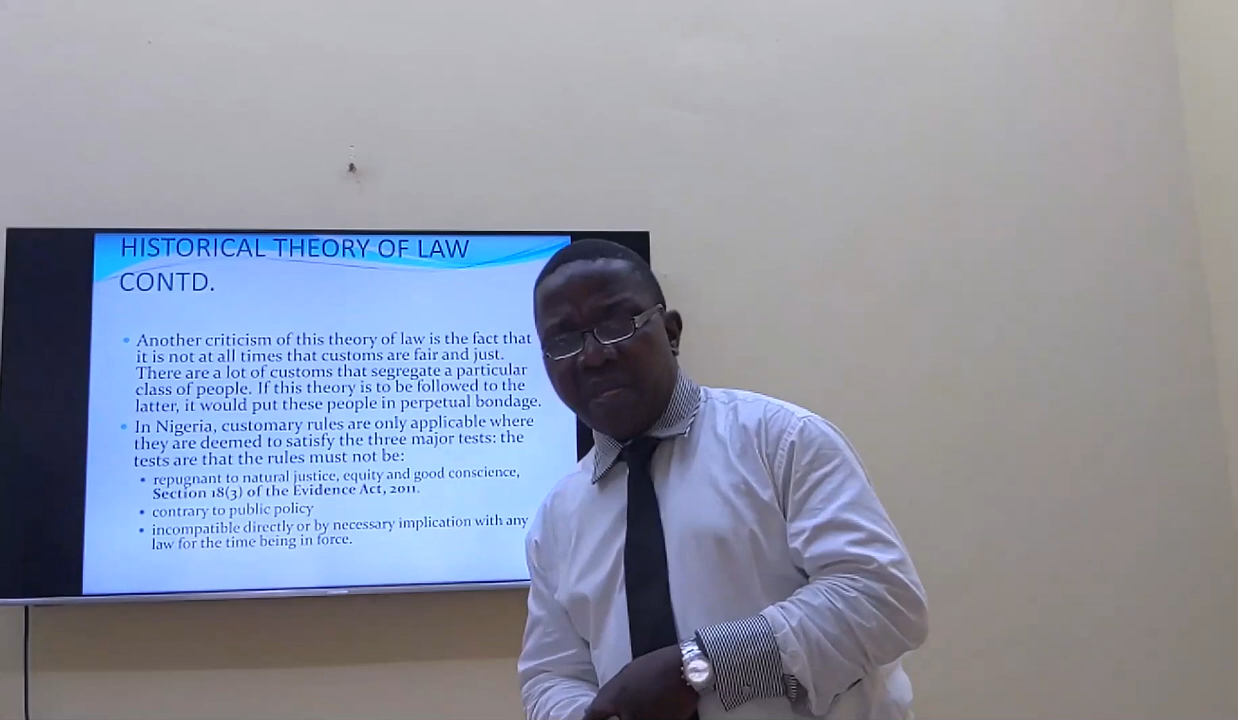 HISTORICAL THEORY OF LAW
CONTD.
Another criticism of this theory of law is the fact that
it is not at all times that customs are fair and just.
There are a lot of customs that segregate a particular
class of people. If this theory is to be followed to the
latter, it would put these people in perpetual bondage.
In Nigeria, customary rules are only applicable where
they are deemed to satisfy the three major tests: the
tests are that the rules must not be:
repugnant to natural justice, equity and good conscience,
Section 18(3) of the Evidence Act, 2011.
contrary to public policy
incompatible directly or by necessary implication with any
law for the time being in force.